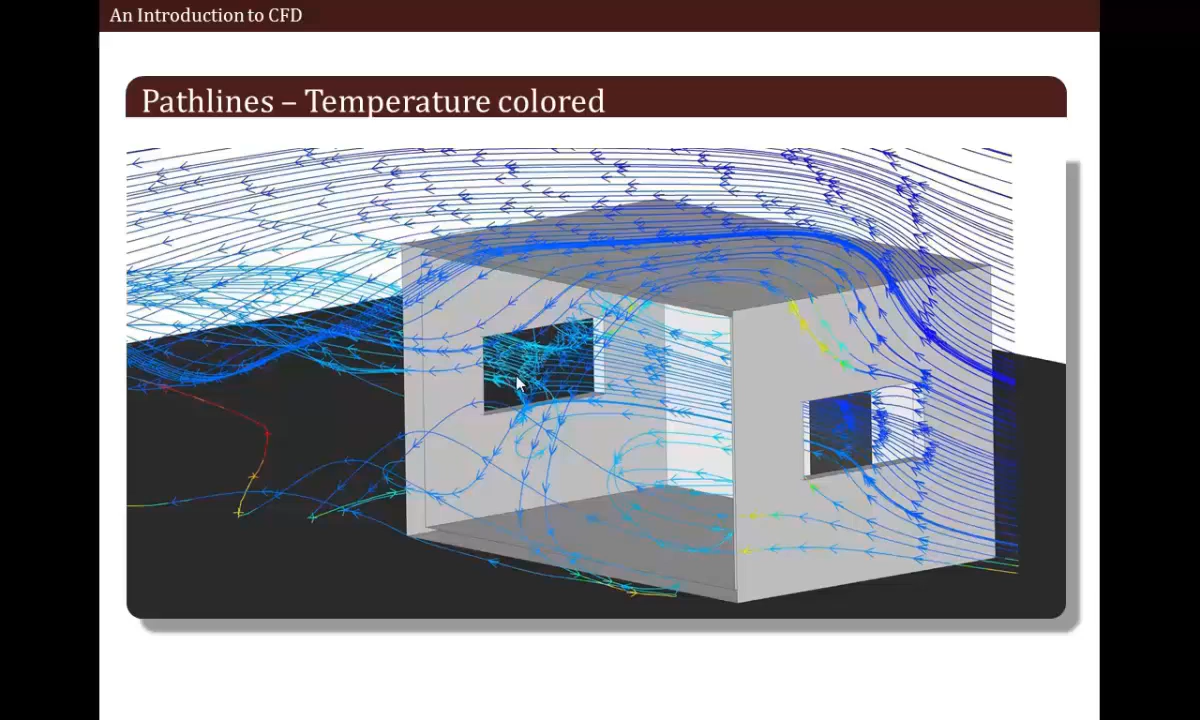 An Introduction to CFD
Pathlines – Temperature colored